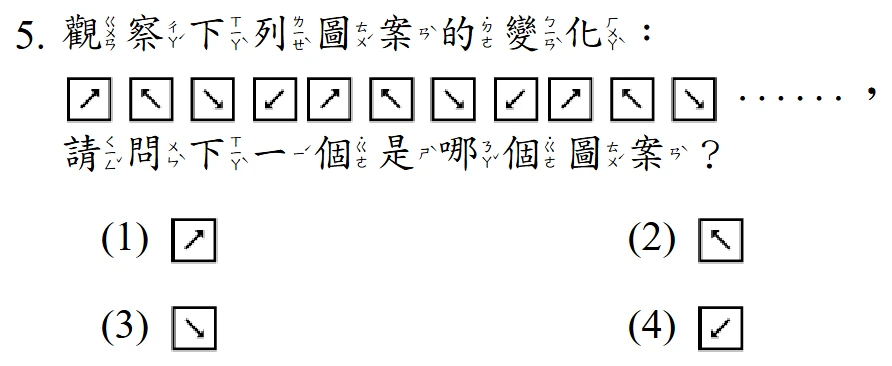 5. 觀察下列圖案的變化：
↗ ↖ ↘ ↙ ↗ ↖ ↘ ↙ ↗ ↖ ↘ ……，
請問下一個是哪個圖案？
(1) ↗ (2) ↖
(3) ↘ (4) ↙